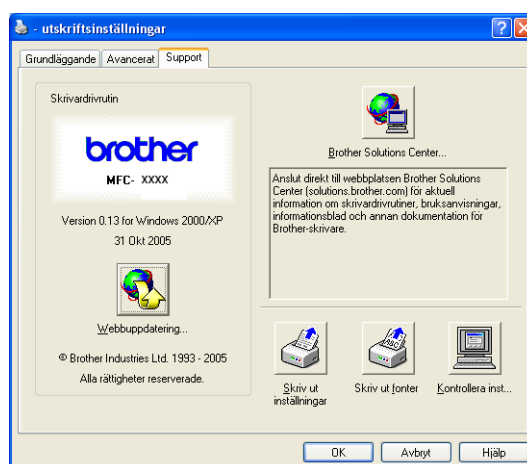 - utskriftsinställningar
Grundläggande Avancerat Support
Skrivardrivrutin
brother
MFC- XXXX
Version 0.13 for Windows 2000/XP
31 Okt 2005
Webbuppdatering...
© Brother Industries Ltd. 1993 - 2005
Alla rättigheter reserverade.
Brother Solutions Center...
Anslut direkt till webbplatsen Brother Solutions
Center (solutions.brother.com) för aktuell
information om skrivardrivrutiner, bruksanvisningar,
informationsblad och annan dokumentation för
Brother-skrivare.
Skriv ut
inställningar
Skriv ut fonter
Kontrollera inst...
OK Avbryt Hjälp